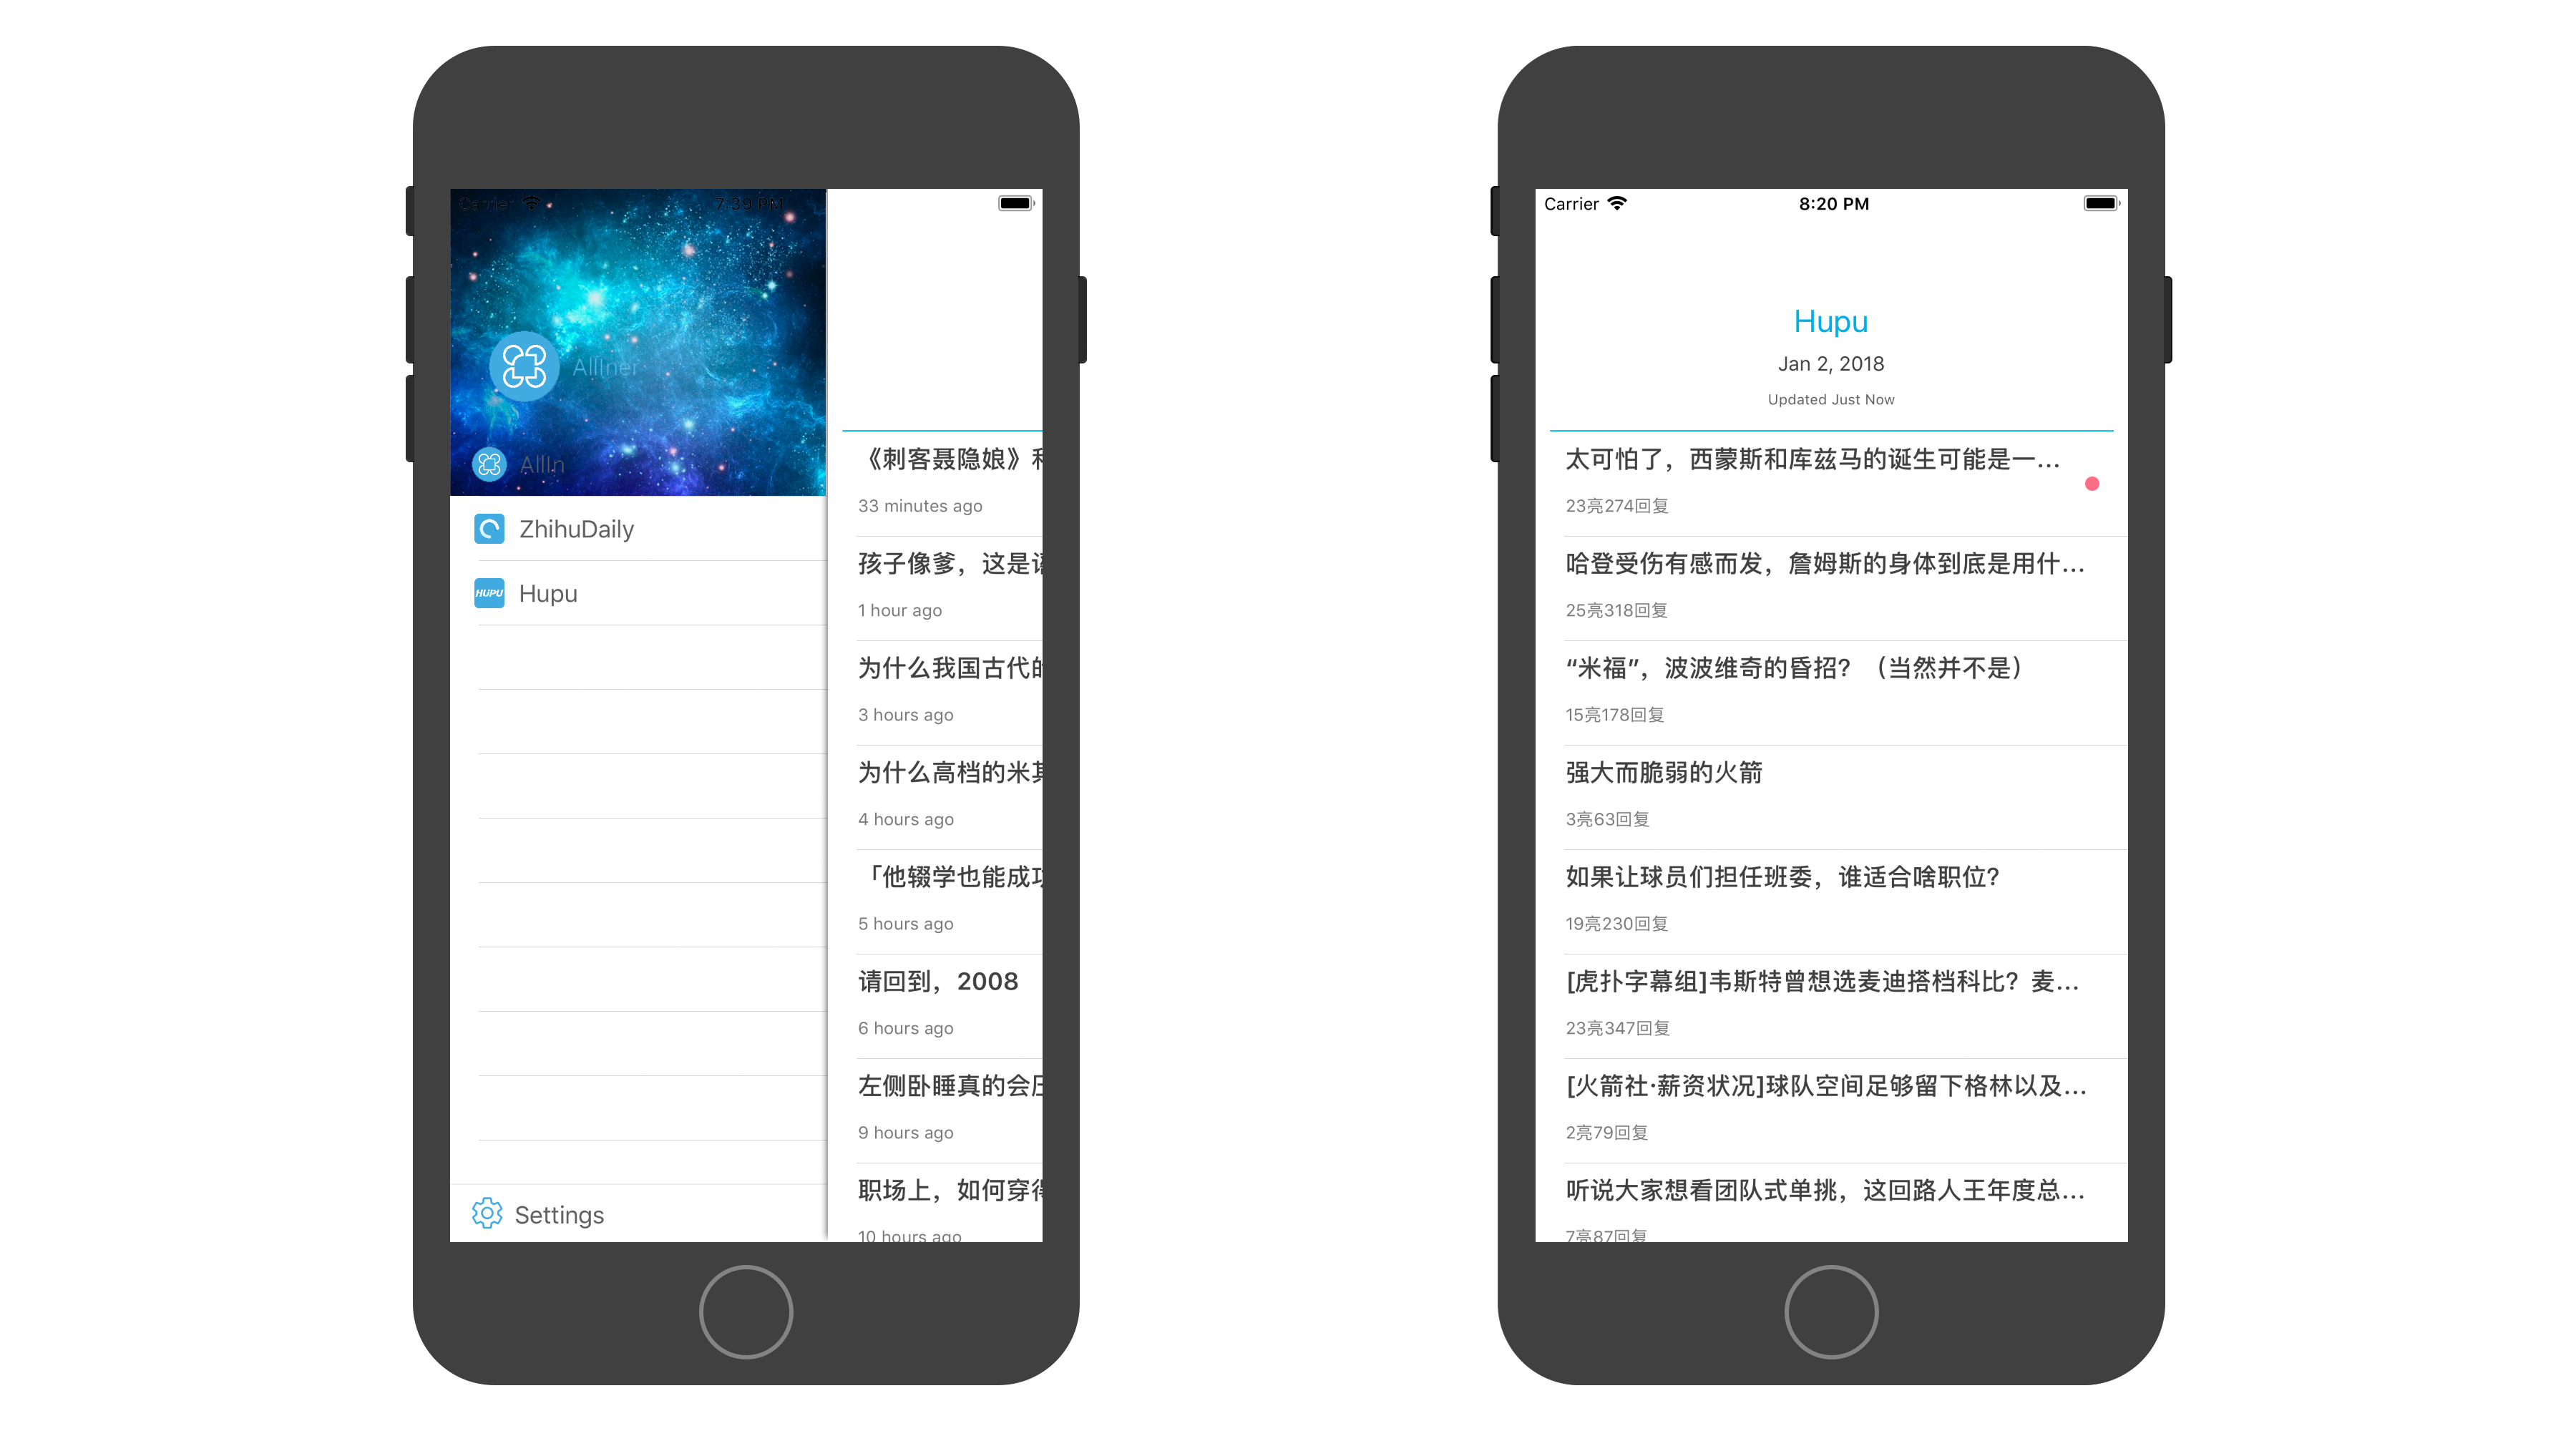 Carrier
7:39 PM
AllIner
AllIn
ZhihuDaily
HUPU
Hupu
Settings
《刺客聂隐娘》
33 minutes ago
孩子像爹，这是
1 hour ago
为什么我国古代的
3 hours ago
为什么高档的米其
4 hours ago
「他辍学也能成功
5 hours ago
请回到，2008
6 hours ago
左侧卧睡真的会压
9 hours ago
职场上，如何穿得
10 hours ago
Carrier
8:20 PM
Hupu
Jan 2, 2018
Updated Just Now
太可怕了，西蒙斯和库兹马的诞生可能是一...
23亮274回复
哈登受伤有感而发，詹姆斯的身体到底是用什...
25亮318回复
“米福”，波波维奇的昏招？（当然并不是）
15亮178回复
强大而脆弱的火箭
3亮63回复
如果让球员们担任班委，谁适合啥职位？
19亮230回复
[虎扑字幕组]韦斯特曾想选麦迪搭档科比？麦...
23亮347回复
[火箭社·薪资状况]球队空间足够留下格林以及...
2亮79回复
听说大家想看团队式单挑，这回路人王年度总...
7亮87回复